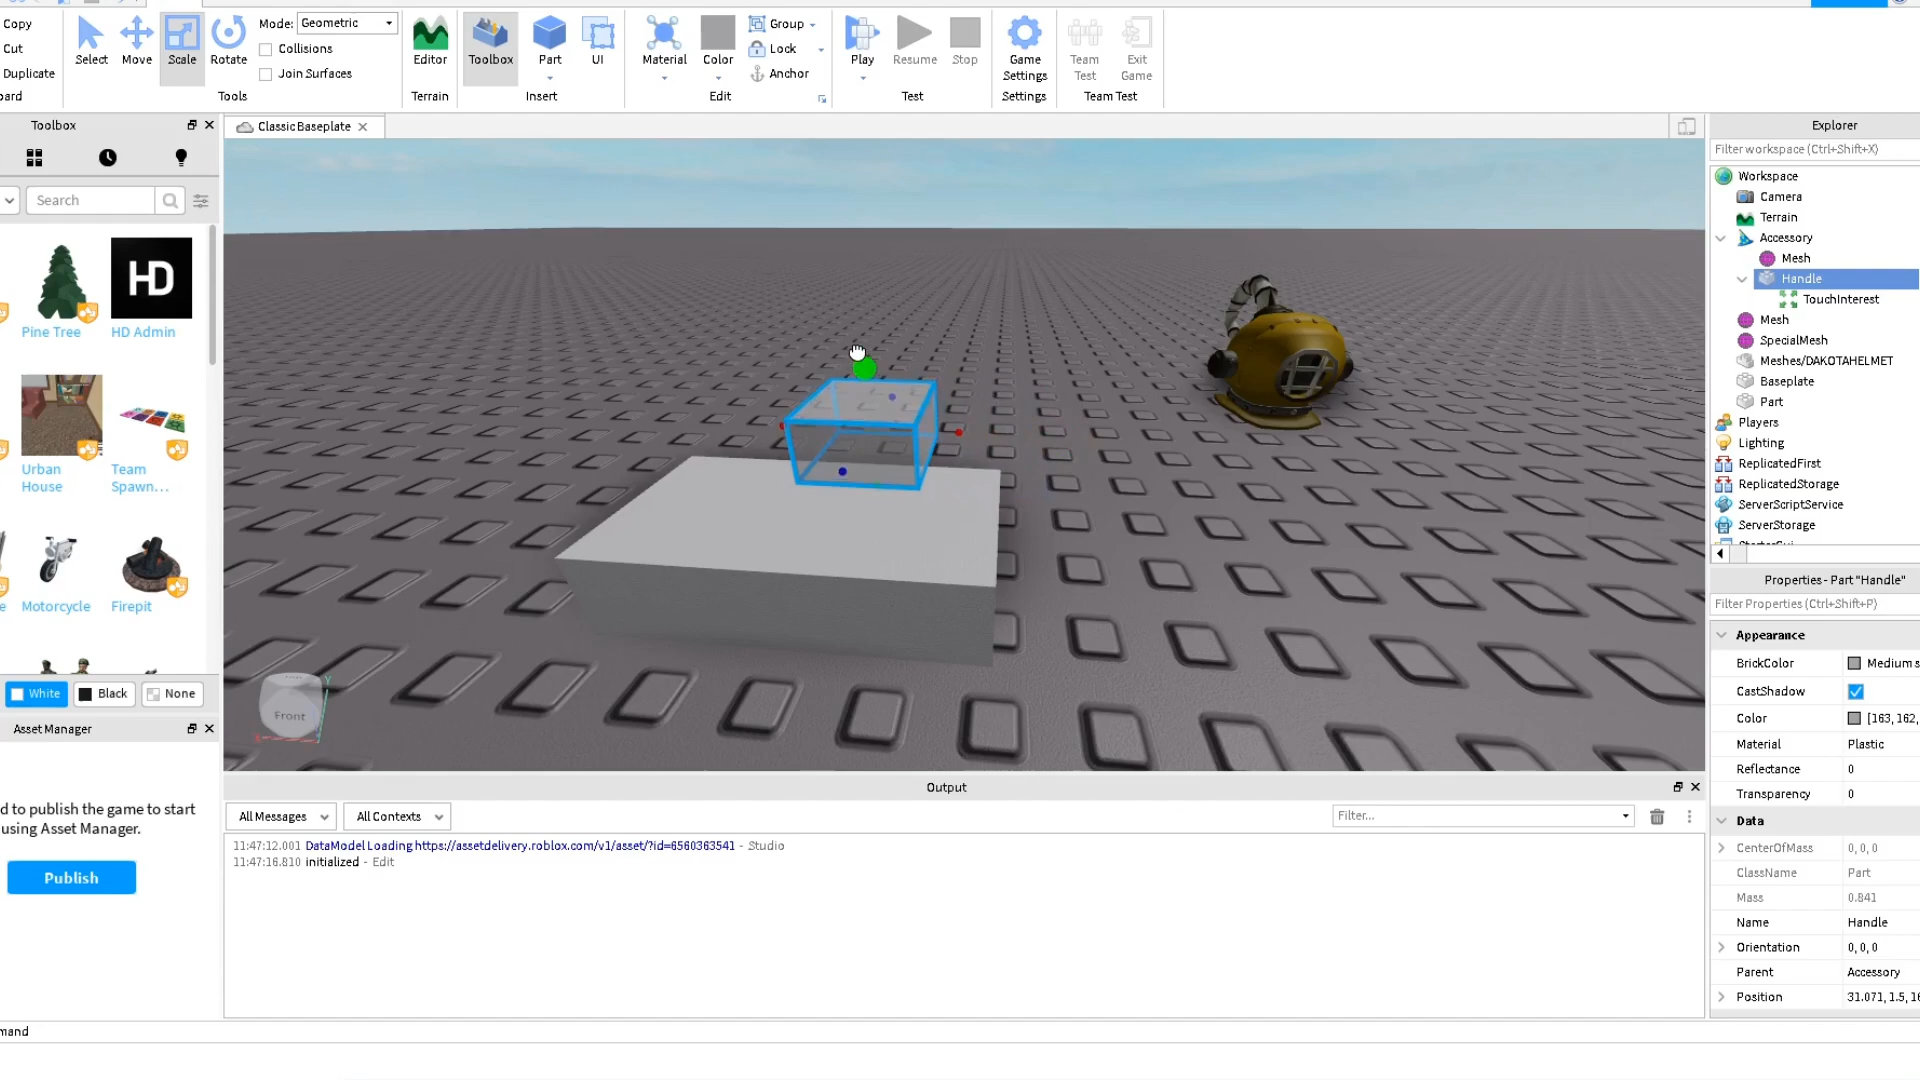 Copy
Cut
Duplicate
Select
Move
Scale
Rotate
Mode: Geometric
Collisions
Join Surfaces
Tools
Editor
Terrain
Toolbox
Part
UI
Insert
Material
Color
Group
Lock
Anchor
Edit
Play
Resume
Stop
Test
Game
Settings
Settings
Team
Test
Exit
Game
Team Test
Toolbox
Search
HD
Pine Tree
HD Admin
Urban
House
Team
Spawn...
Motorcycle
Firepit
White
Black
None
Asset Manager
d to publish the game to start
using Asset Manager.
Publish
mand
Classic Baseplate
Front
Y
Output
All Messages
All Contexts
Filter...
11:47:12.001 DataModel Loading https://assetdelivery.roblox.com/v1/asset/?id=6560363541 - Studio
11:47:16.810 initialized - Edit
Explorer
Filter workspace (Ctrl+Shift+X)
Workspace
Camera
Terrain
Accessory
Mesh
Handle
TouchInterest
Mesh
SpecialMesh
Meshes/DAKOTAHELMET
Baseplate
Part
Players
Lighting
ReplicatedFirst
ReplicatedStorage
ServerScriptService
ServerStorage
Properties - Part "Handle"
Filter Properties (Ctrl+Shift+P)
Appearance
BrickColor Medium s
CastShadow
Color [163, 162,
Material Plastic
Reflectance 0
Transparency 0
Data
CenterOfMass 0, 0, 0
ClassName Part
Mass 0.841
Name Handle
Orientation 0, 0, 0
Parent Accessory
Position 31.071, 1.5, 16